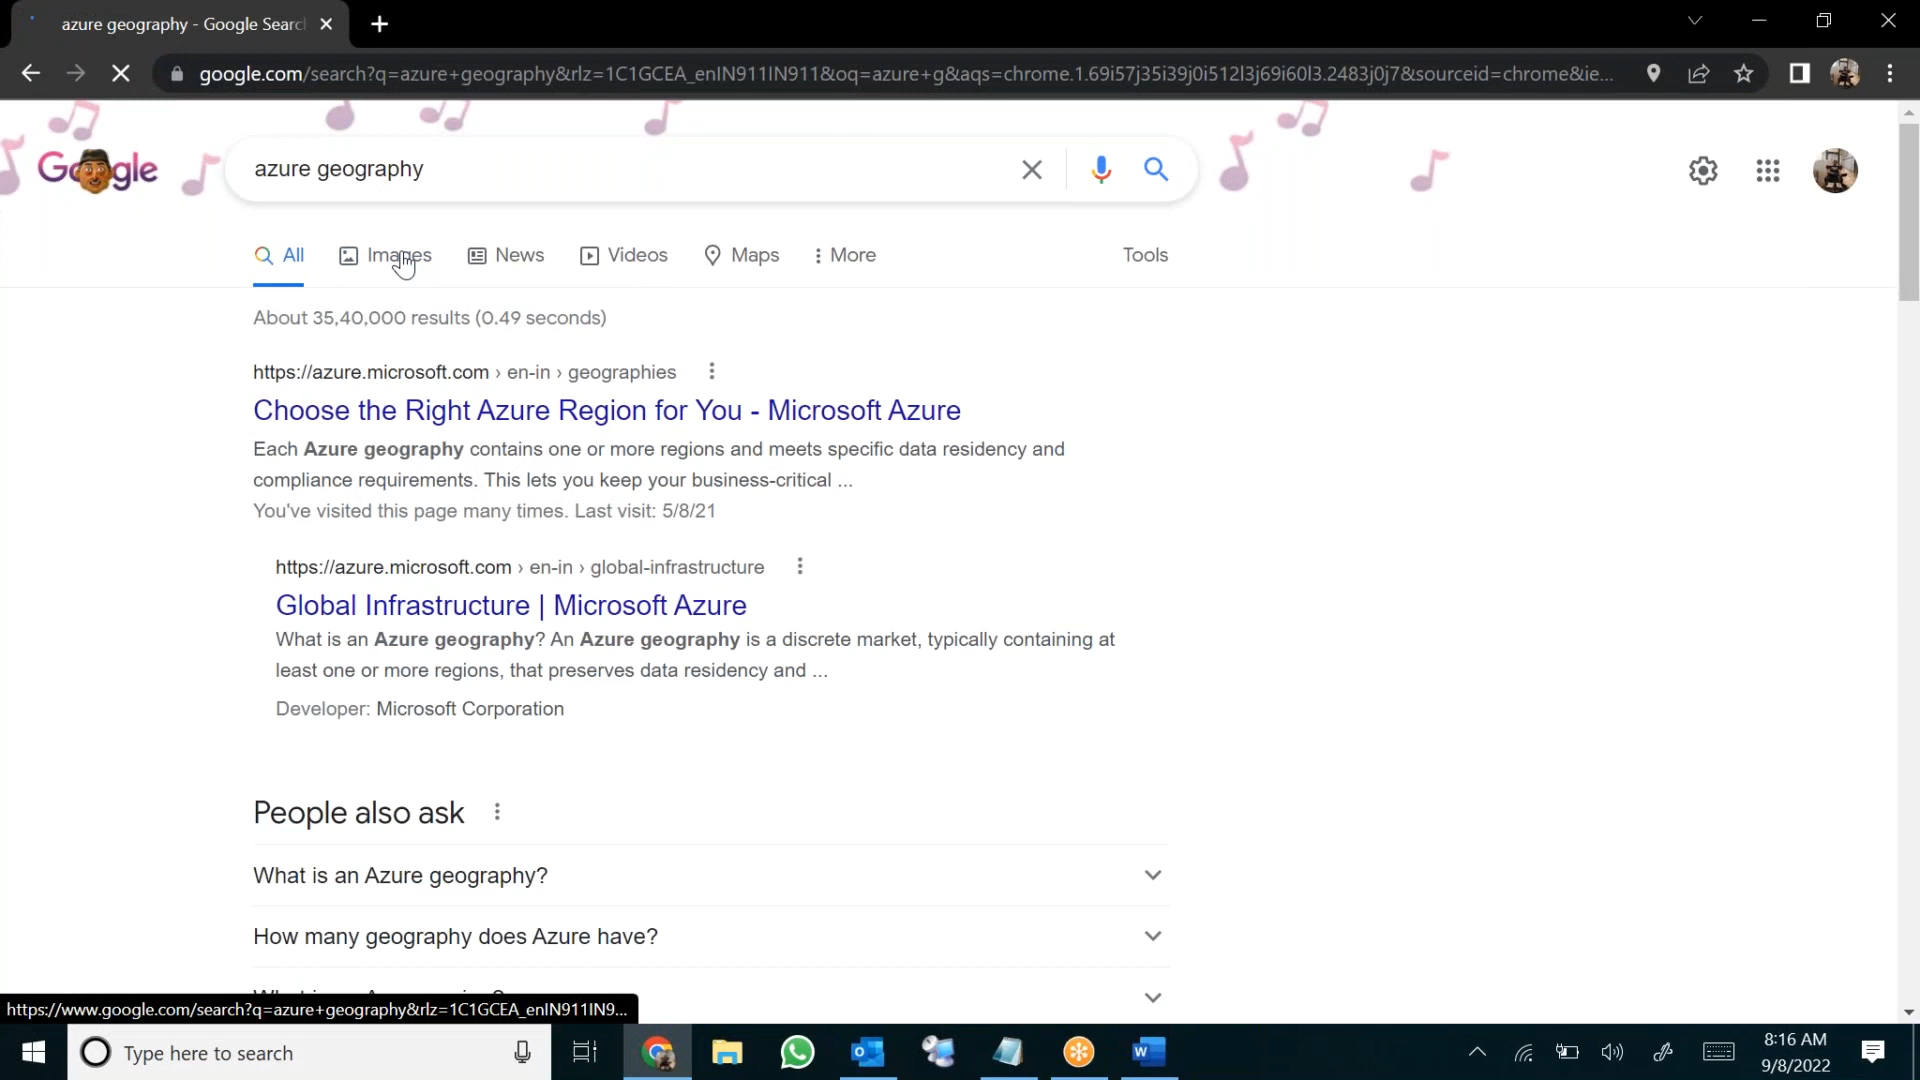 azure geography - Google Searc
google.com/search?q=azure+geography&rlz=1C1GCEA_enIN911IN911&oq=azure+g&aqs=chrome.1.69i57j35i39j0i512l3j69i60l3.2483j0j7&sourceid=chrome&ie...
Google
azure geography
All
Images
News
Videos
Maps
More
Tools
About 35,40,000 results (0.49 seconds)
https://azure.microsoft.com › en-in › geographies
Choose the Right Azure Region for You - Microsoft Azure
Each Azure geography contains one or more regions and meets specific data residency and
compliance requirements. This lets you keep your business-critical ...
You've visited this page many times. Last visit: 5/8/21
https://azure.microsoft.com › en-in › global-infrastructure
Global Infrastructure | Microsoft Azure
What is an Azure geography? An Azure geography is a discrete market, typically containing at
least one or more regions, that preserves data residency and ...
Developer: Microsoft Corporation
People also ask
What is an Azure geography?
How many geography does Azure have?
https://www.google.com/search?q=azure+geography&rlz=1C1GCEA_enIN911IN9...
Type here to search
8:16 AM
9/8/2022